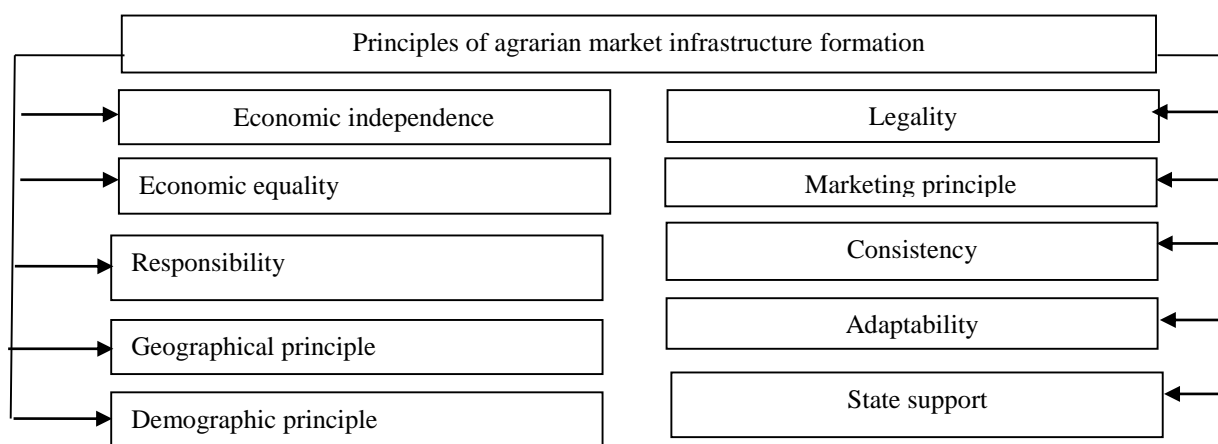 Principles of agrarian market infrastructure formation
Economic independence
Legality
Economic equality
Marketing principle
Responsibility
Consistency
Geographical principle
Adaptability
Demographic principle
State support